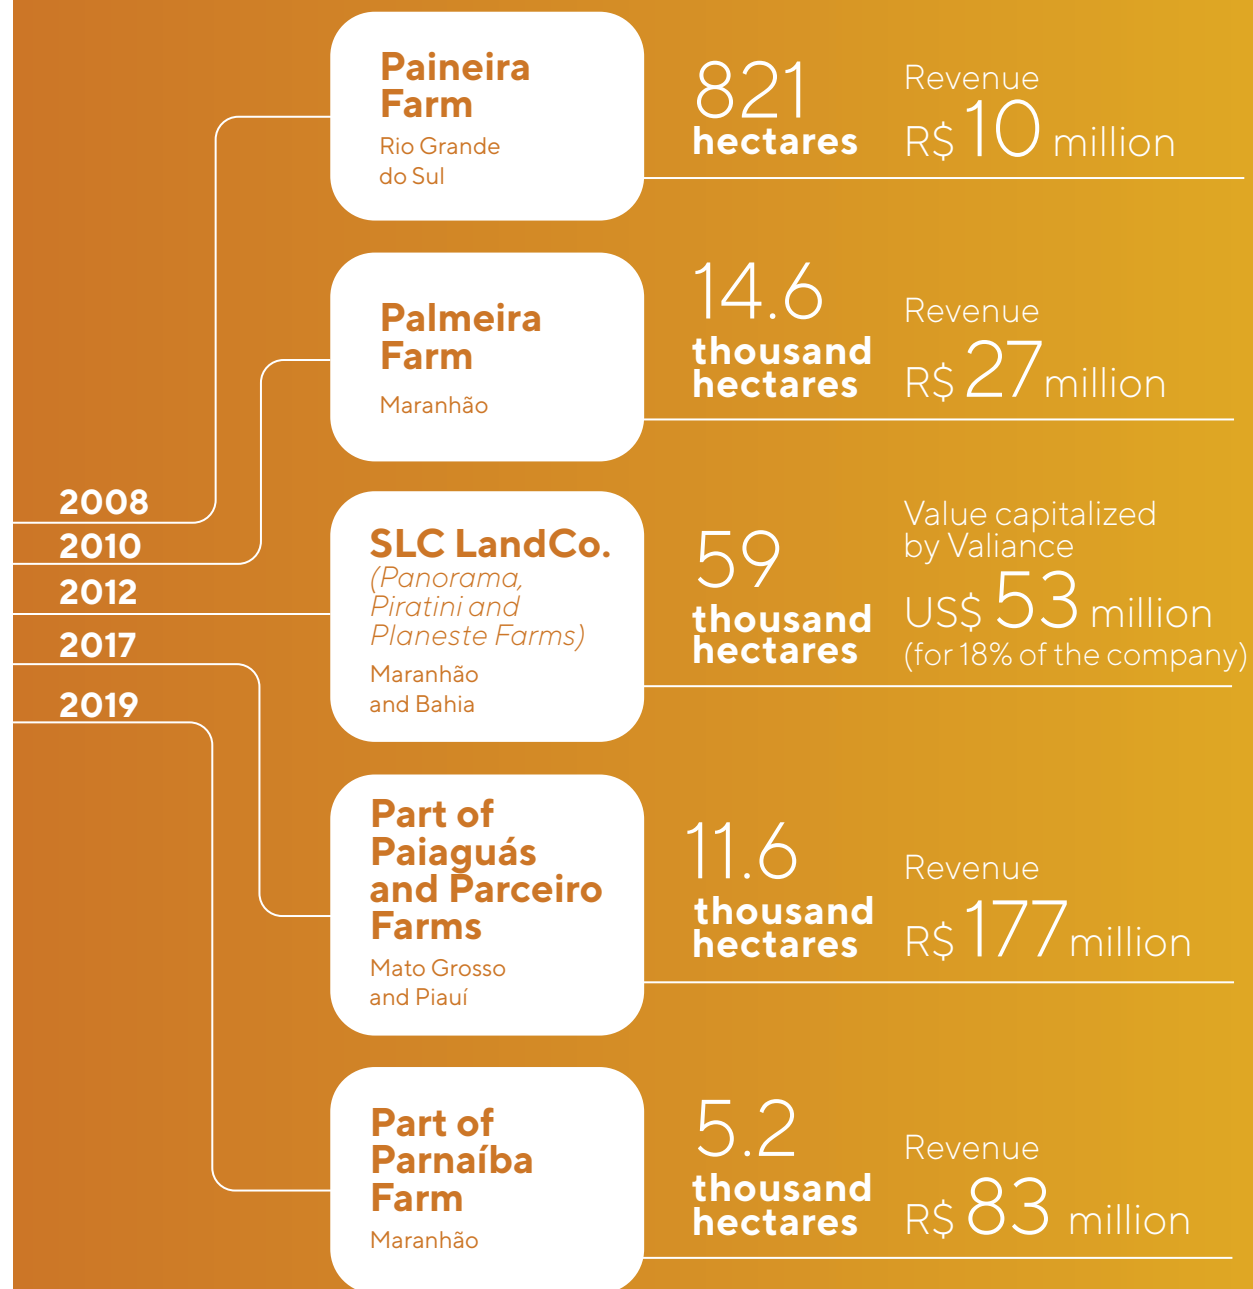 2008
2010
2012
2017
2019
Paineira
Farm
Rio Grande
do Sul
821
hectares
Revenue
R$ 10 million
Palmeira
Farm
Maranhão
14.6
thousand
hectares
Revenue
R$ 27 million
SLC LandCo.
(Panorama,
Piratini and
Planeste Farms)
Maranhão
and Bahia
59
thousand
hectares
Value capitalized
by Valiance
US$ 53 million
(for 18% of the company)
Part of
Paiaguás
and Parceiro
Farms
Mato Grosso
and Piauí
11.6
thousand
hectares
Revenue
R$ 177 million
Part of
Parnaíba
Farm
Maranhão
5.2
thousand
hectares
Revenue
R$ 83 million